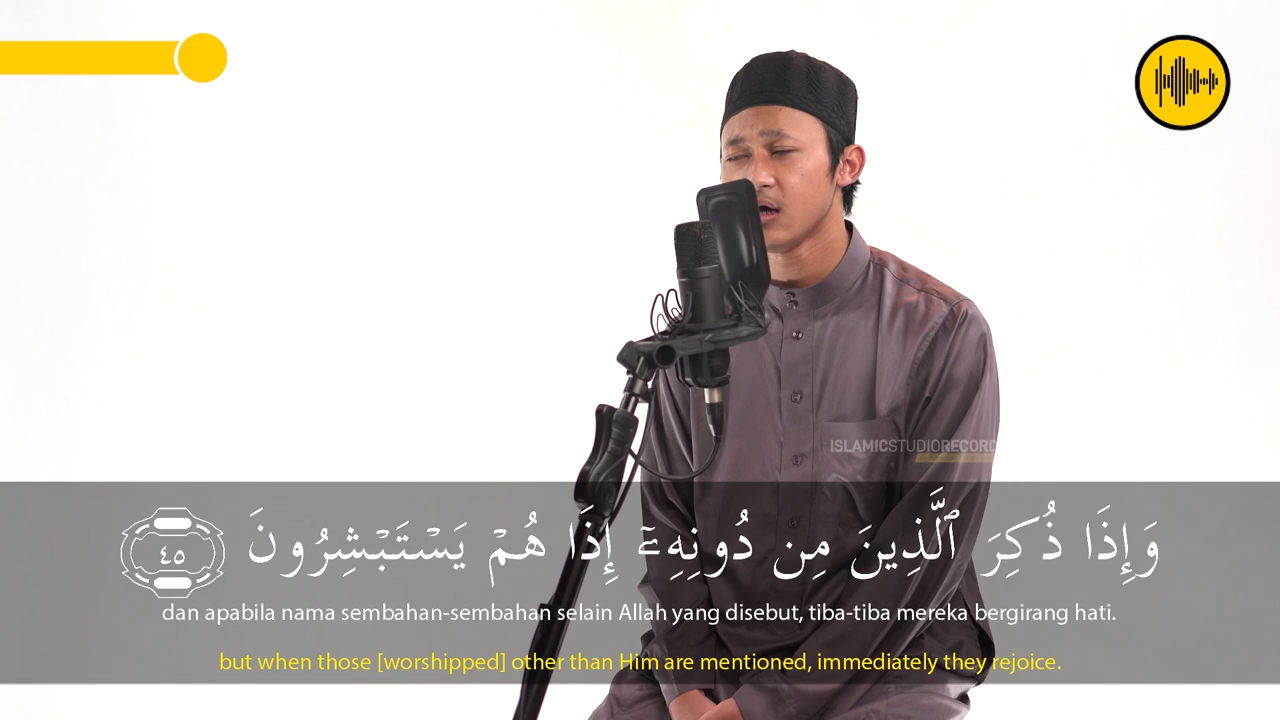 ISLAMICSTUDIORECORD
وَإِذَا ذُكِرَ ٱلَّذِينَ مِن دُونِهِۦٓ إِذَا هُمْ يَسْتَبْشِرُونَ ٤٥
dan apabila nama sembahan-sembahan selain Allah yang disebut, tiba-tiba mereka bergirang hati.
but when those [worshipped] other than Him are mentioned, immediately they rejoice.